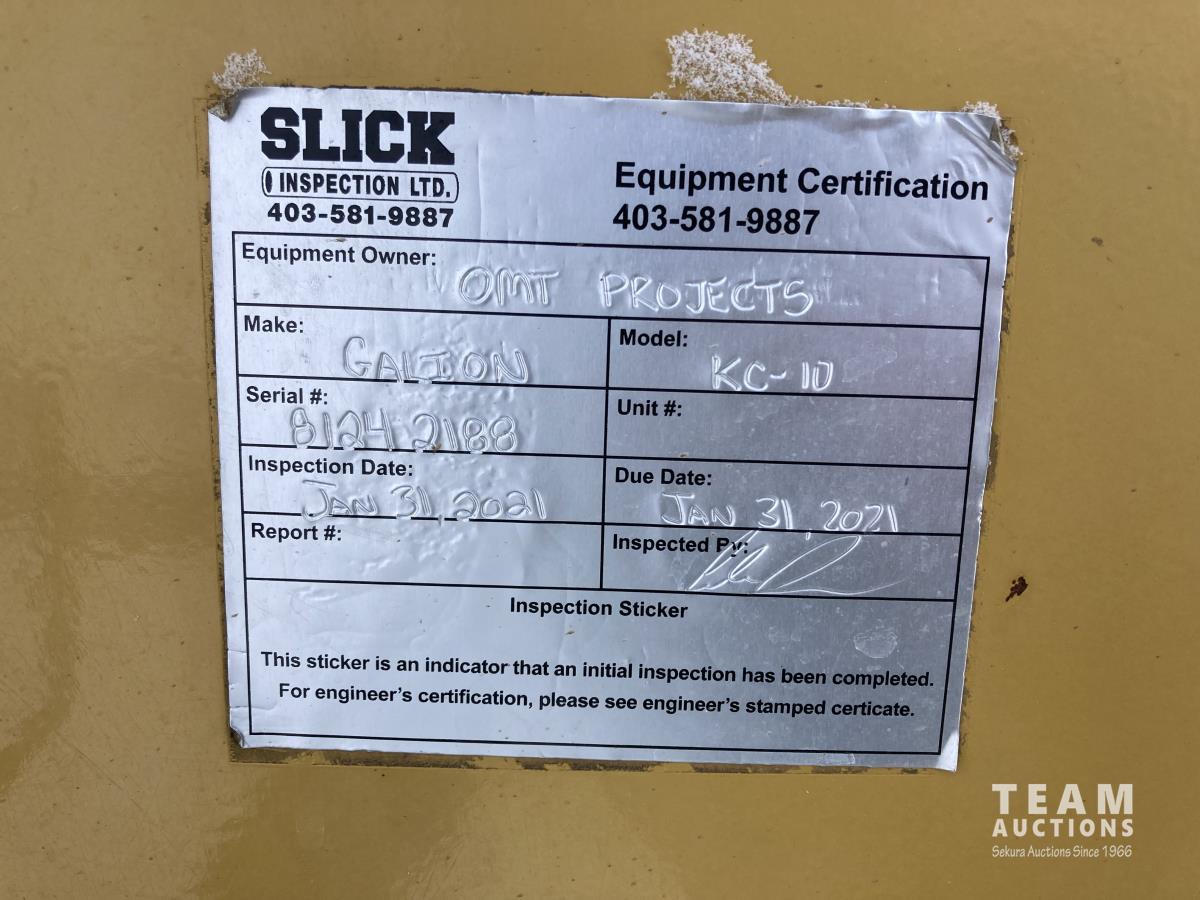 SLICK
INSPECTION LTD.
403-581-9887
Equipment Certification
403-581-9887
Equipment Owner: OMT PROJECTS
Make: GALION
Model: KC-10
Serial #: 8124 2188
Unit #:
Inspection Date: JAN 31, 2021
Due Date: JAN 31, 2021
Report #:
Inspected By:
Inspection Sticker
This sticker is an indicator that an initial inspection has been completed.
For engineer's certification, please see engineer's stamped certicate.
TEAM
AUCTIONS
Sekura Auctions Since 1966